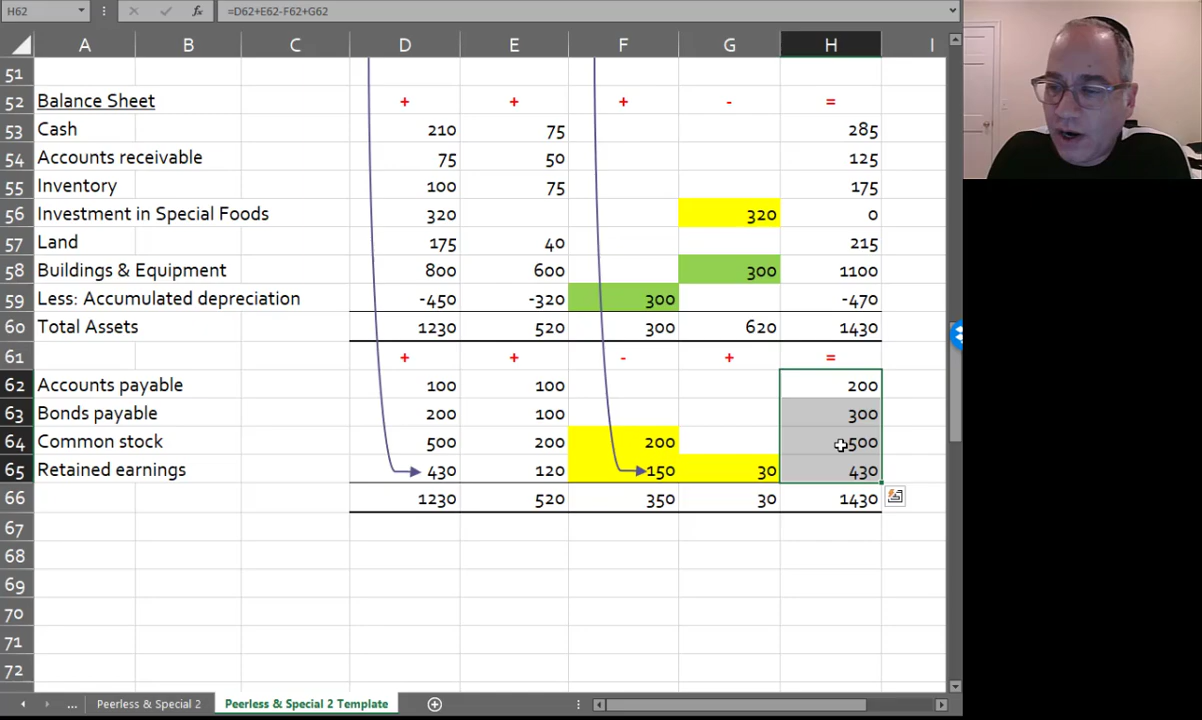 H62 fx =D62+E62-F62+G62
A B C D E F G H I
51
52 Balance Sheet + + + - =
53 Cash 210 75 285
54 Accounts receivable 75 50 125
55 Inventory 100 75 175
56 Investment in Special Foods 320 320 0
57 Land 175 40 215
58 Buildings & Equipment 800 600 300 1100
59 Less: Accumulated depreciation -450 -320 300 -470
60 Total Assets 1230 520 300 620 1430
61 + + - + =
62 Accounts payable 100 100 200
63 Bonds payable 200 100 300
64 Common stock 500 200 200 500
65 Retained earnings 430 120 150 30 430
66 1230 520 350 30 1430
67
68
69
70
71
72
... Peerless & Special 2 Peerless & Special 2 Template